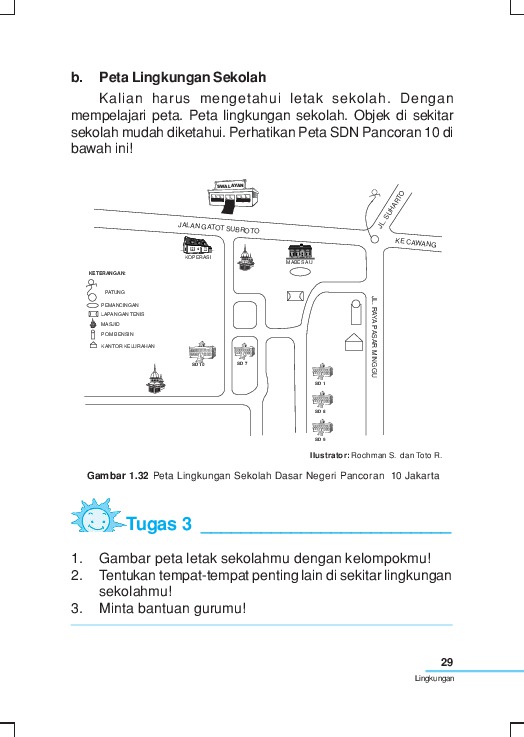 b. Peta Lingkungan Sekolah
Kalian harus mengetahui letak sekolah. Dengan
mempelajari peta. Peta lingkungan sekolah. Objek di sekitar
sekolah mudah diketahui. Perhatikan Peta SDN Pancoran 10 di
bawah ini!
SWALAYAN
JL. SUHARTO
JALAN GATOT SUBROTO
KE CAWANG
KOPERASI
MABES AU
KETERANGAN:
PATUNG
PEMANCINGAN
LAPANGAN TENIS
MASJID
POM BENSIN
KANTOR KELURAHAN
JL. RAYA PASAR MINGGU
SD 10
SD 7
SD 1
SD 8
SD 9
Ilustrator: Rochman S. dan Toto R.
Gambar 1.32 Peta Lingkungan Sekolah Dasar Negeri Pancoran 10 Jakarta
Tugas 3
1. Gambar peta letak sekolahmu dengan kelompokmu!
2. Tentukan tempat-tempat penting lain di sekitar lingkungan
sekolahmu!
3. Minta bantuan gurumu!
29
Lingkungan